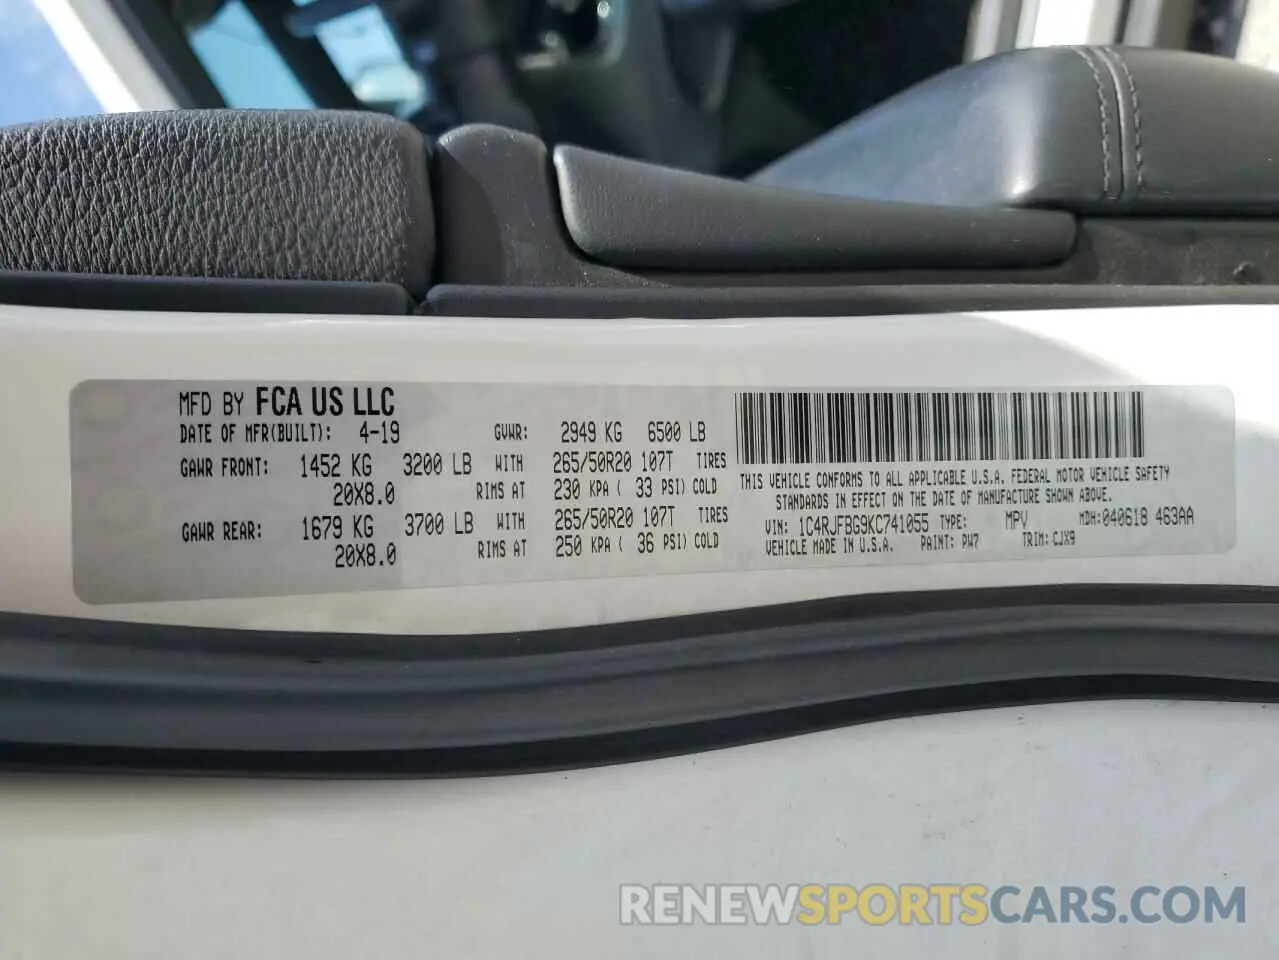 MFD BY FCA US LLC
DATE OF MFR(BUILT): 4-19 GVWR: 2949 KG 6500 LB
GAWR FRONT: 1452 KG 3200 LB WITH 265/50R20 107T TIRES
20X8.0 RIMS AT 230 KPA ( 33 PSI) COLD
GAWR REAR: 1679 KG 3700 LB WITH 265/50R20 107T TIRES
20X8.0 RIMS AT 250 KPA ( 36 PSI) COLD
THIS VEHICLE CONFORMS TO ALL APPLICABLE U.S.A. FEDERAL MOTOR VEHICLE SAFETY
STANDARDS IN EFFECT ON THE DATE OF MANUFACTURE SHOWN ABOVE.
VIN: 1C4RJFBG9KC741055 TYPE: MPV MDH:040618 463AA
VEHICLE MADE IN U.S.A. PAINT: PW7 TRIM: CJX9
RENEWSPORTSCARS.COM